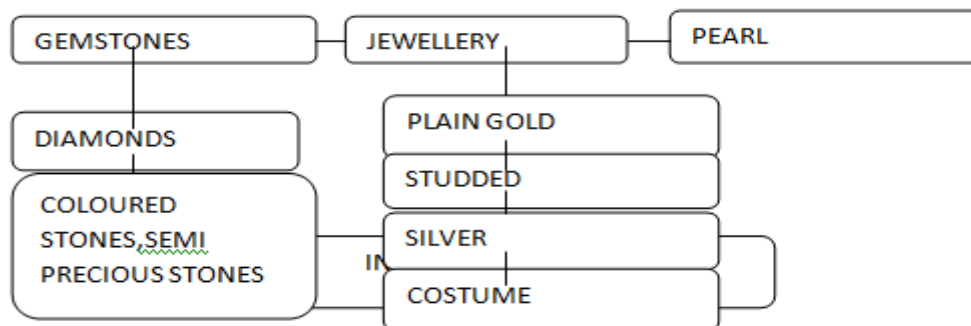 GEMSTONES
JEWELLERY
PEARL
DIAMONDS
PLAIN GOLD
STUDDED
COLOURED
STONES,SEMI
PRECIOUS STONES
SILVER
COSTUME